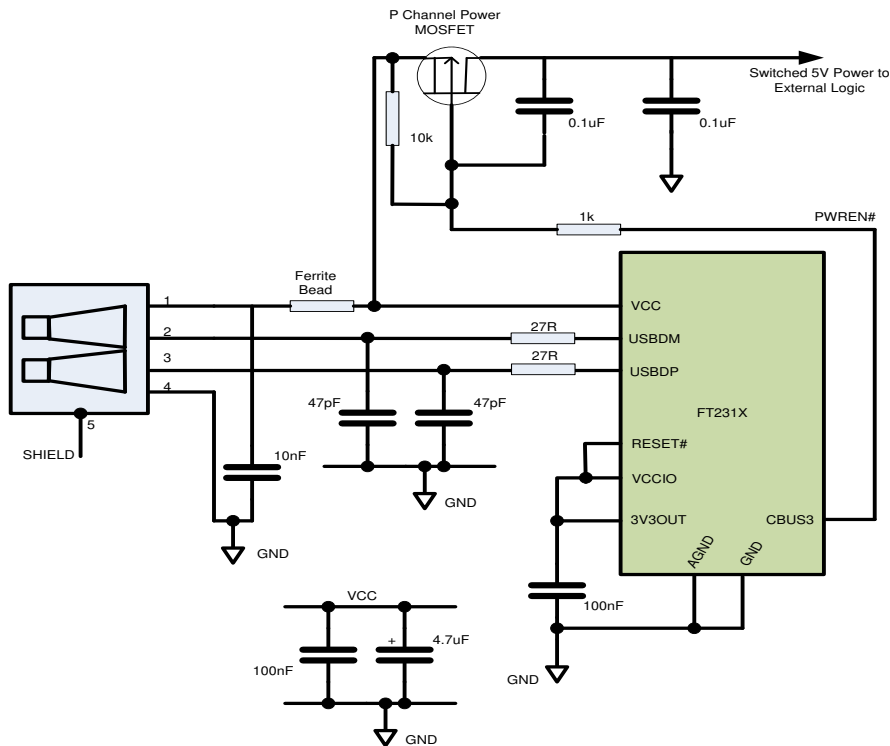 P Channel Power
MOSFET
Switched 5V Power to
External Logic
0.1uF
0.1uF
10k
1k
PWREN#
Ferrite
Bead
1
2
3
4
5
SHIELD
27R
27R
VCC
USBDM
USBDP
FT231X
RESET#
VCCIO
3V3OUT
CBUS3
AGND
GND
47pF
47pF
10nF
GND
GND
100nF
GND
VCC
100nF
+
4.7uF
GND